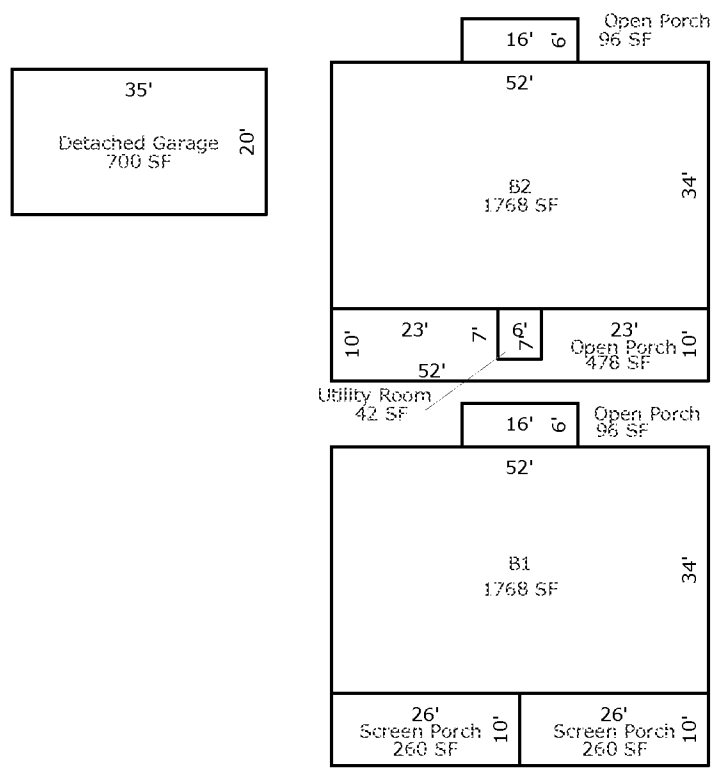 Open Porch
96 SF
16'
6'
52'
35'
20'
Detached Garage
700 SF
B2
1768 SF
34'
23'
7'
6'
7'
23'
10'
10'
Open Porch
478 SF
52'
Utility Room
42 SF
Open Porch
96 SF
16'
6'
52'
B1
1768 SF
34'
26'
10'
Screen Porch
260 SF
26'
10'
Screen Porch
260 SF